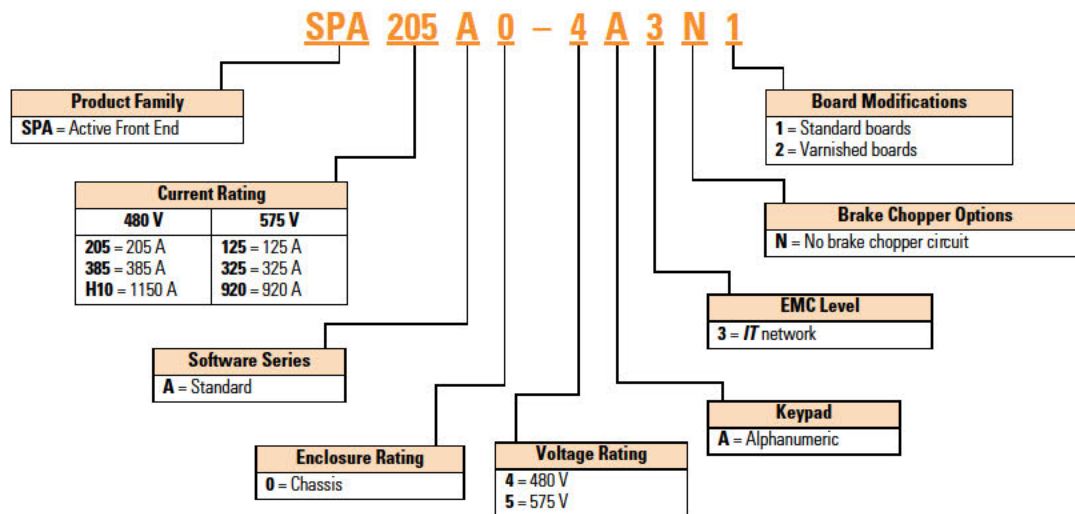 SPA 205 A 0 – 4 A 3 N 1
Product Family
SPA = Active Front End
Board Modifications
1 = Standard boards
2 = Varnished boards
Current Rating
480 V 575 V
205 = 205 A 125 = 125 A
385 = 385 A 325 = 325 A
H10 = 1150 A 920 = 920 A
Brake Chopper Options
N = No brake chopper circuit
EMC Level
3 = IT network
Software Series
A = Standard
Keypad
A = Alphanumeric
Enclosure Rating
0 = Chassis
Voltage Rating
4 = 480 V
5 = 575 V